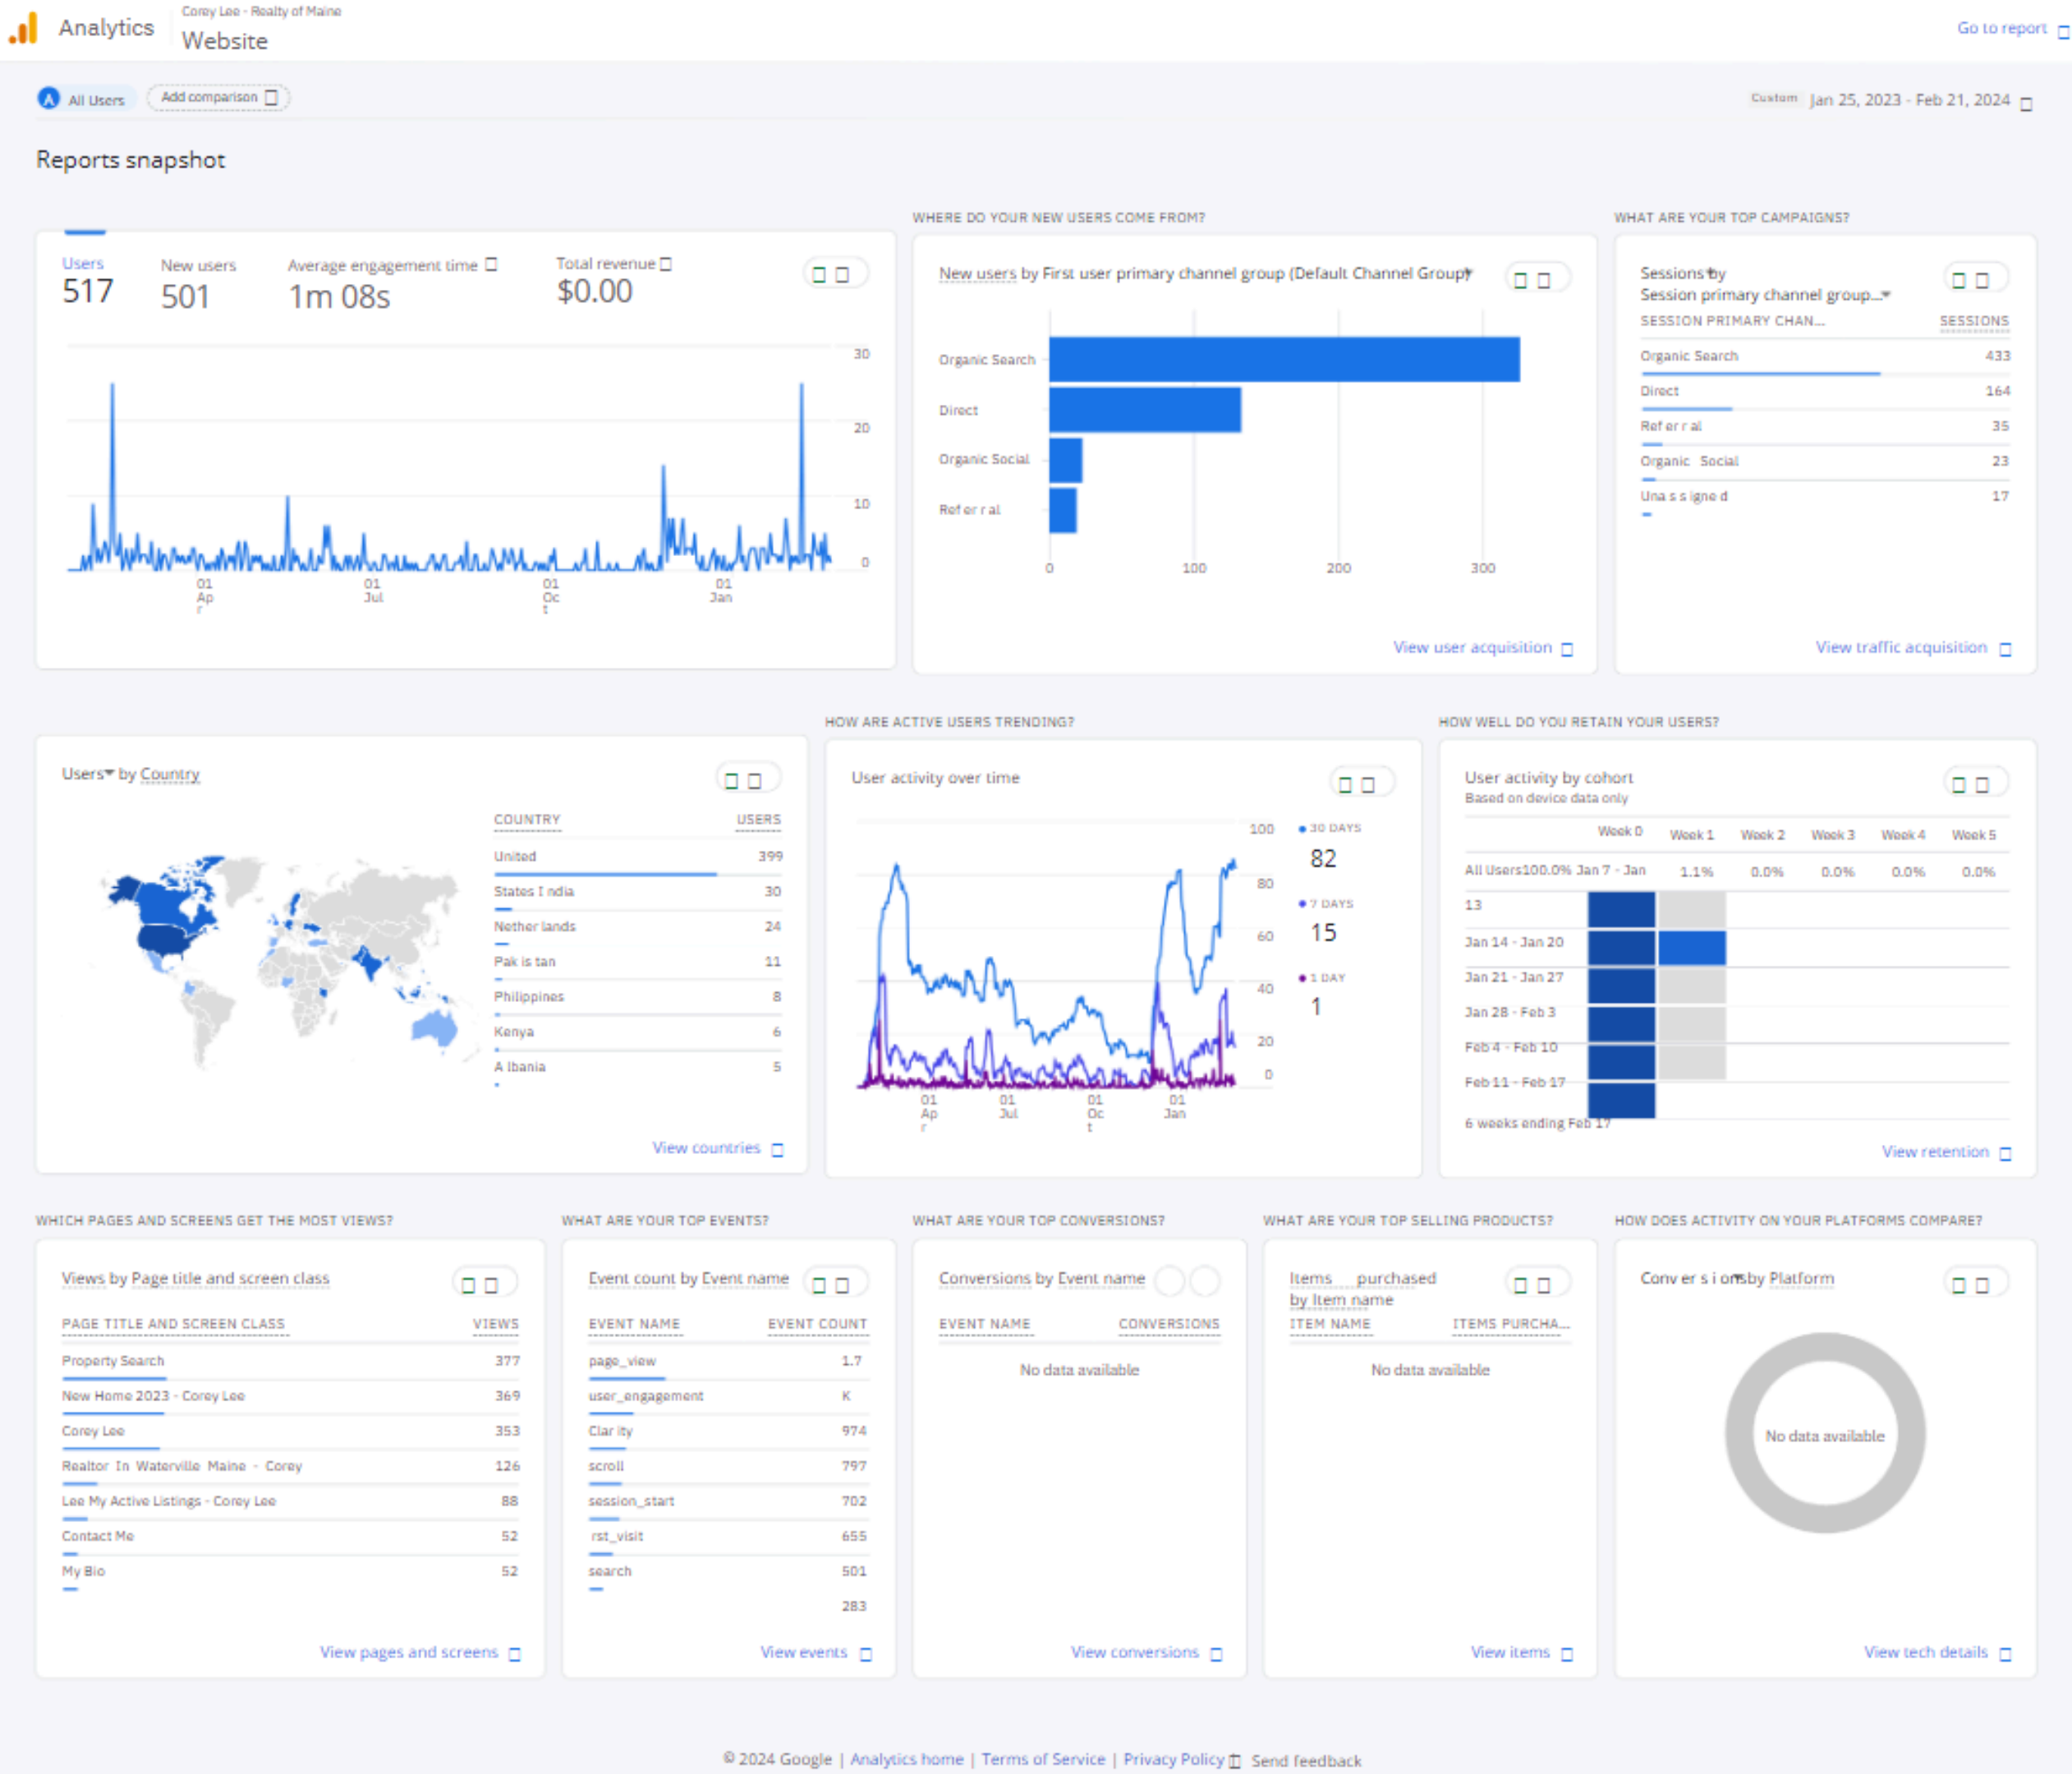 Corey Lee - Realty of Maine
Analytics
Website
Go to report
All Users
Add comparison
Custom Jan 25, 2023 - Feb 21, 2024
Reports snapshot
Users
517
New users
501
Average engagement time
1m 08s
Total revenue
$0.00
30
20
10
0
01 Ap r
01 Jul
01 Oc t
01 Jan
WHERE DO YOUR NEW USERS COME FROM?
New users by First user primary channel group (Default Channel Group)
Organic Search
Direct
Organic Social
Referral
0 100 200 300
View user acquisition
WHAT ARE YOUR TOP CAMPAIGNS?
Sessions by
Session primary channel group...
SESSION PRIMARY CHAN... SESSIONS
Organic Search 433
Direct 164
Referral 35
Organic Social 23
Unassigned 17
View traffic acquisition
Users by Country
COUNTRY USERS
United 399
States India 30
Netherlands 24
Pakistan 11
Philippines 8
Kenya 6
Albania 5
View countries
HOW ARE ACTIVE USERS TRENDING?
User activity over time
100
80
60
40
20
0
01 Ap r
01 Jul
01 Oc t
01 Jan
30 DAYS
82
7 DAYS
15
1 DAY
1
HOW WELL DO YOU RETAIN YOUR USERS?
User activity by cohort
Based on device data only
Week 0 Week 1 Week 2 Week 3 Week 4 Week 5
All Users100.0% Jan 7 - Jan 1.1% 0.0% 0.0% 0.0% 0.0%
13
Jan 14 - Jan 20
Jan 21 - Jan 27
Jan 28 - Feb 3
Feb 4 - Feb 10
Feb 11 - Feb 17
6 weeks ending Feb 17
View retention
WHICH PAGES AND SCREENS GET THE MOST VIEWS?
Views by Page title and screen class
PAGE TITLE AND SCREEN CLASS VIEWS
Property Search 377
New Home 2023 - Corey Lee 369
Corey Lee 353
Realtor In Waterville Maine - Corey 126
Lee My Active Listings - Corey Lee 88
Contact Me 52
My Bio 52
View pages and screens
WHAT ARE YOUR TOP EVENTS?
Event count by Event name
EVENT NAME EVENT COUNT
page_view 1.7
user_engagement K
Clarity 974
scroll 797
session_start 702
rst_visit 655
search 501
283
View events
WHAT ARE YOUR TOP CONVERSIONS?
Conversions by Event name
EVENT NAME CONVERSIONS
No data available
View conversions
WHAT ARE YOUR TOP SELLING PRODUCTS?
Items purchased
by Item name
ITEM NAME ITEMS PURCHA...
No data available
View items
HOW DOES ACTIVITY ON YOUR PLATFORMS COMPARE?
Conversions by Platform
No data available
View tech details
© 2024 Google | Analytics home | Terms of Service | Privacy Policy Send feedback